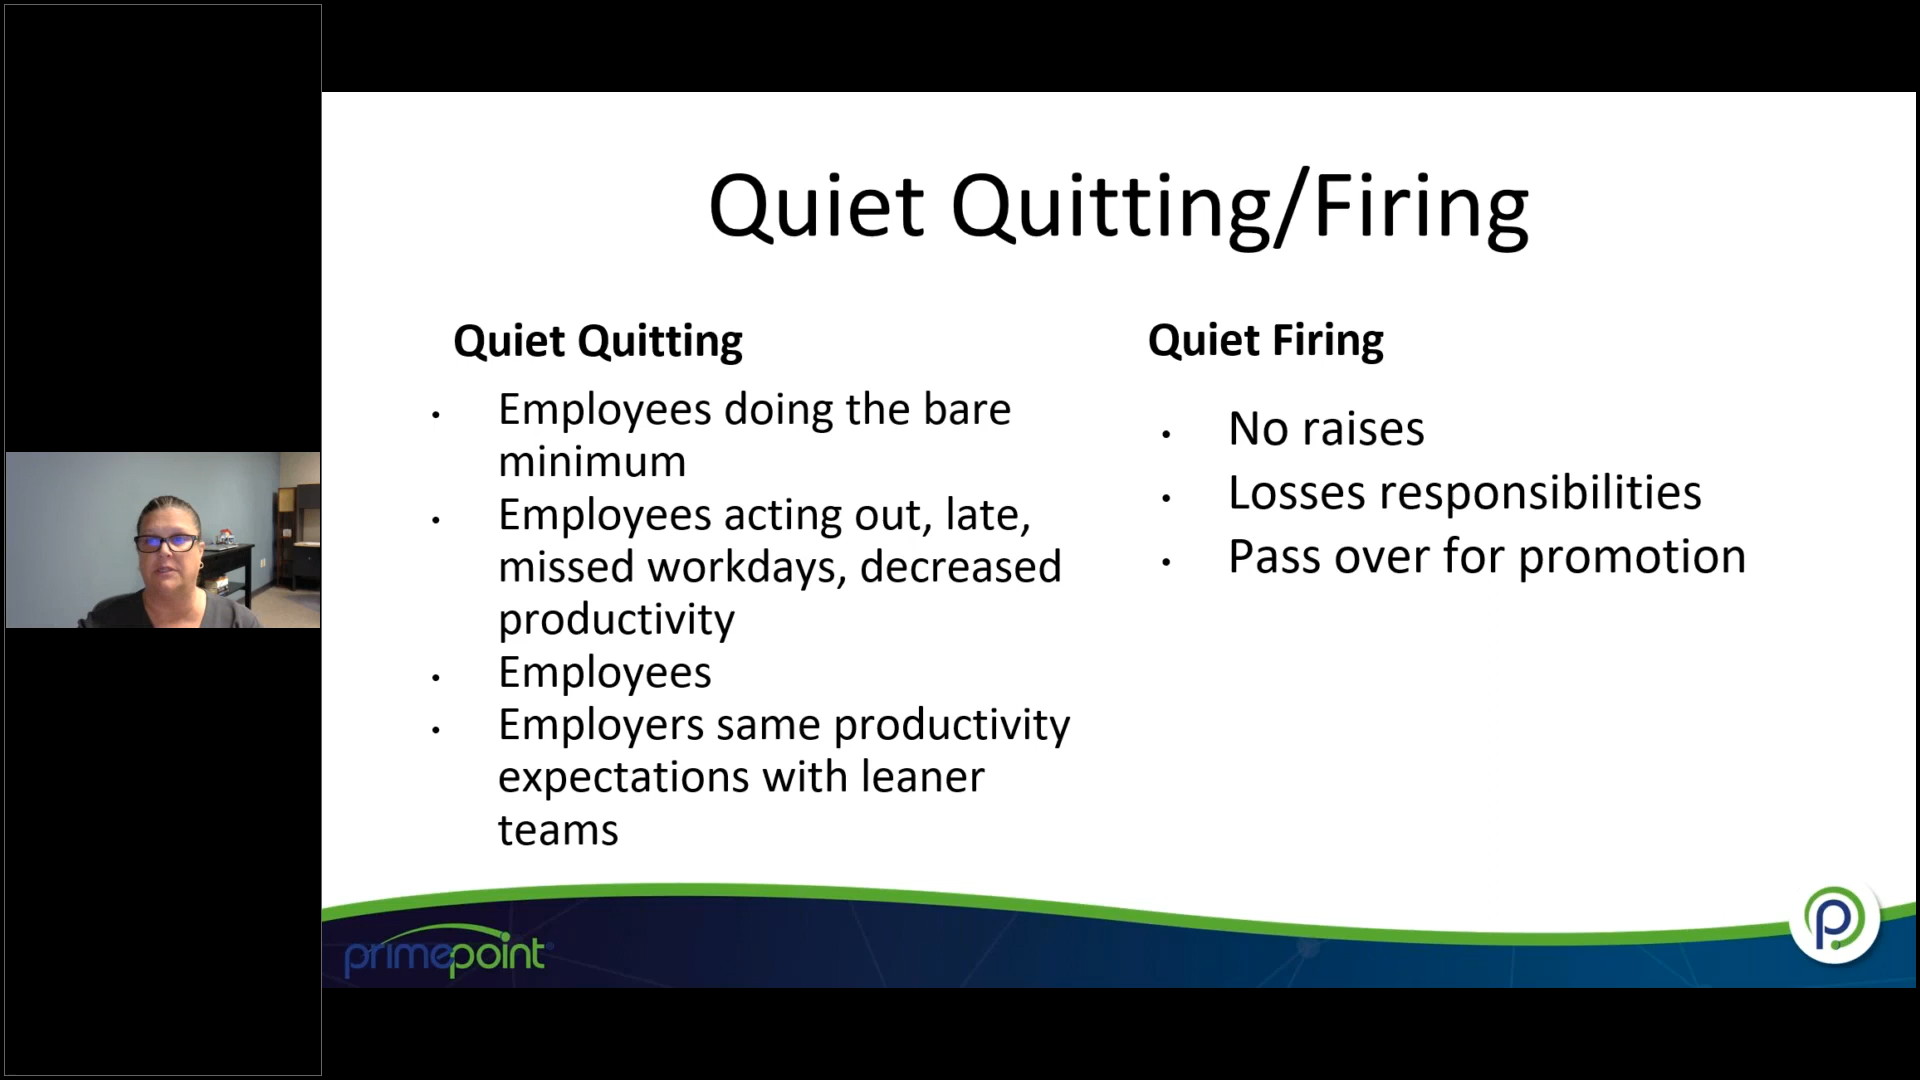 Quiet Quitting/Firing
Quiet Quitting
• Employees doing the bare
minimum
• Employees acting out, late,
missed workdays, decreased
productivity
• Employees
• Employers same productivity
expectations with leaner
teams
Quiet Firing
• No raises
• Losses responsibilities
• Pass over for promotion
primepoint®
p